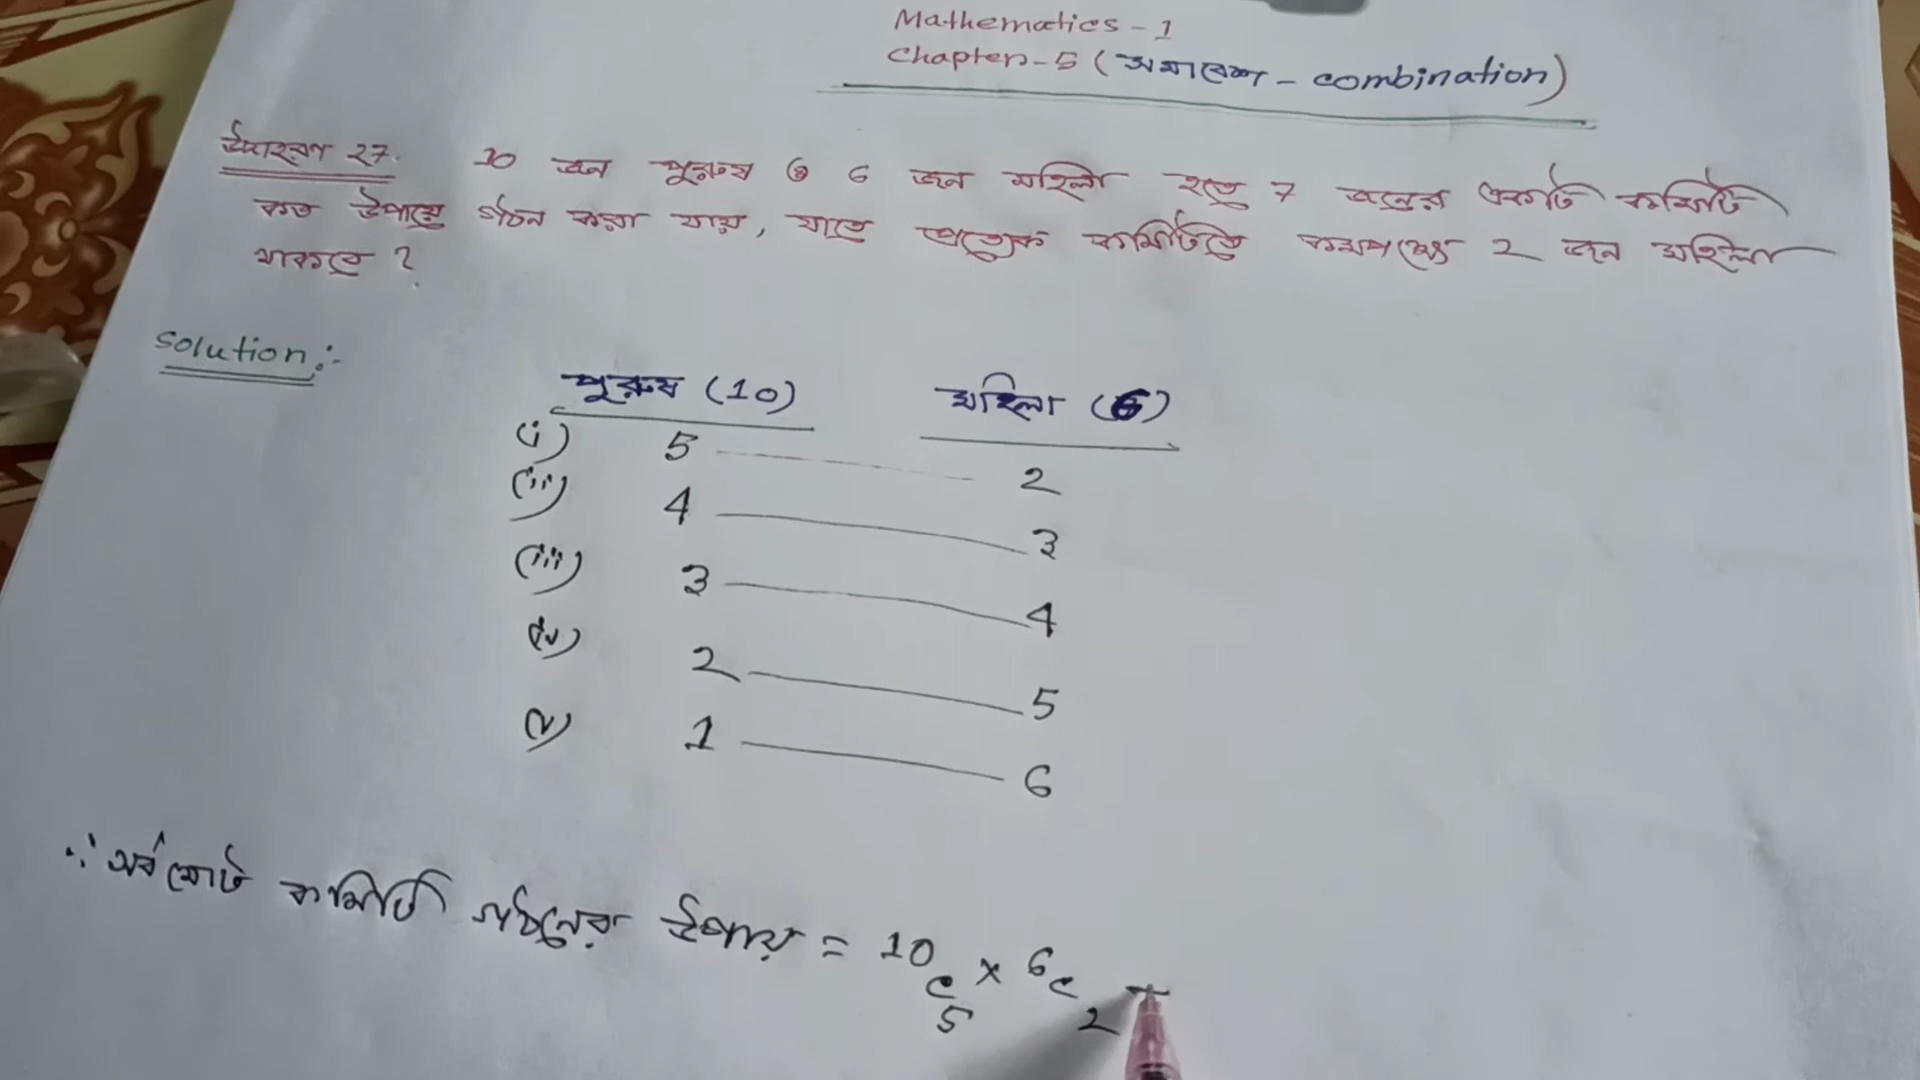 Mathematics - 1
Chapter - 5 (সমাবেশ - combination)
উদাহরণ 27. 10 জন পুরুষ ও 6 জন মহিলা হতে 7 জনের একটি কমিটি
কত উপায়ে গঠন করা যায়, যাতে প্রত্যেক কমিটিতে কমপক্ষে 2 জন মহিলা
থাকবে ?
Solution :-
পুরুষ (10) মহিলা (6)
(i) 5 2
(ii) 4 3
(iii) 3 4
(iv) 2 5
(v) 1 6
∴ সর্বমোট কমিটি গঠনের উপায় = 10c5 × 6c2